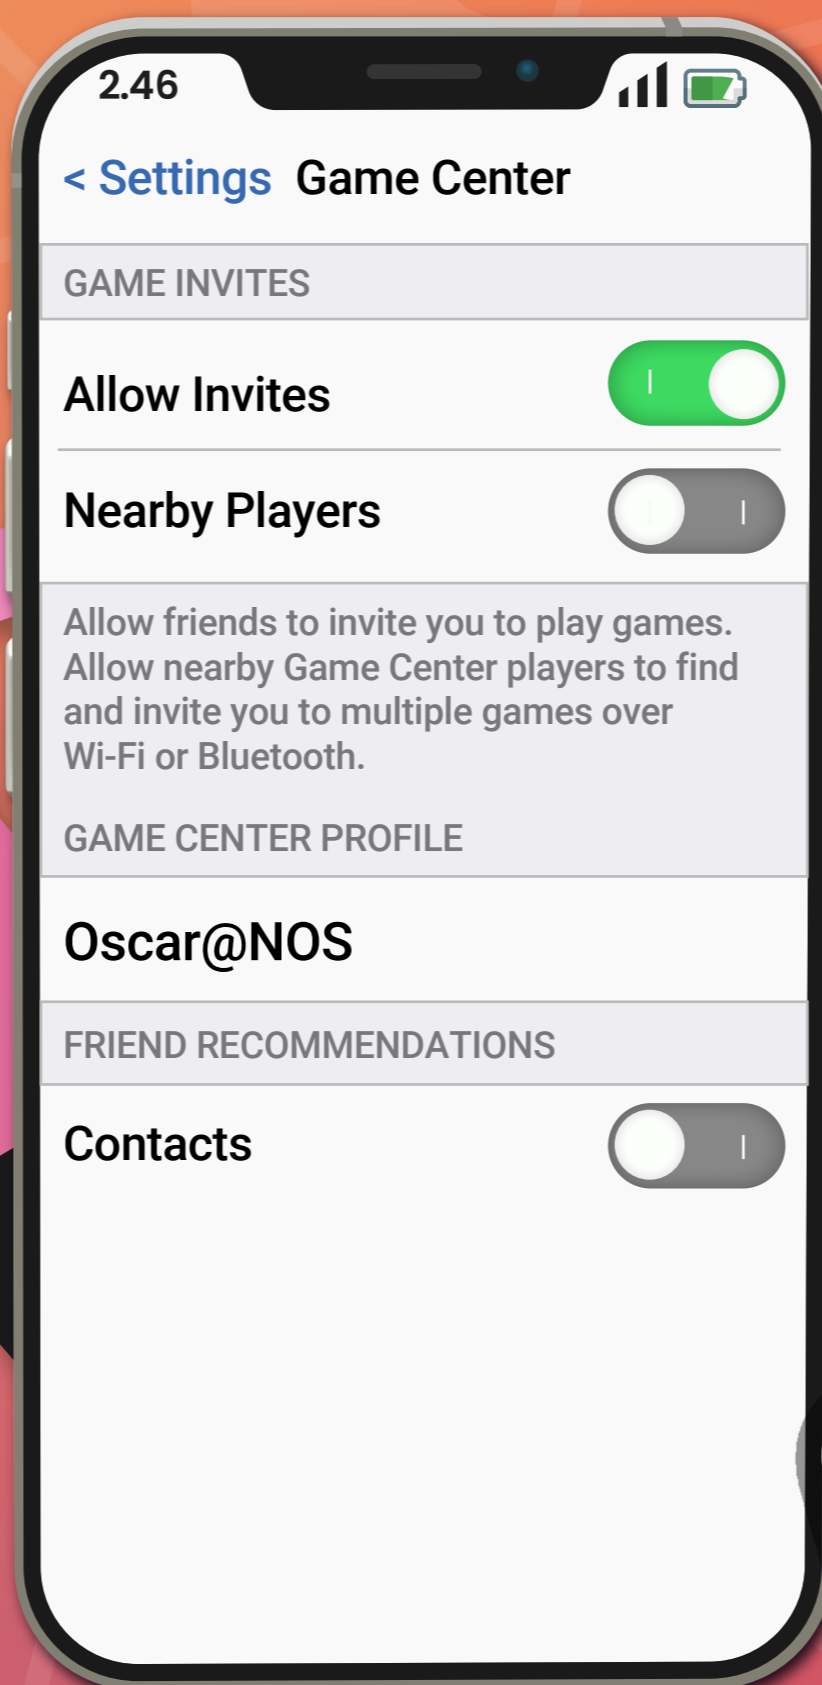 2.46
< Settings Game Center
GAME INVITES
Allow Invites
Nearby Players
Allow friends to invite you to play games.
Allow nearby Game Center players to find
and invite you to multiple games over
Wi-Fi or Bluetooth.
GAME CENTER PROFILE
Oscar@NOS
FRIEND RECOMMENDATIONS
Contacts